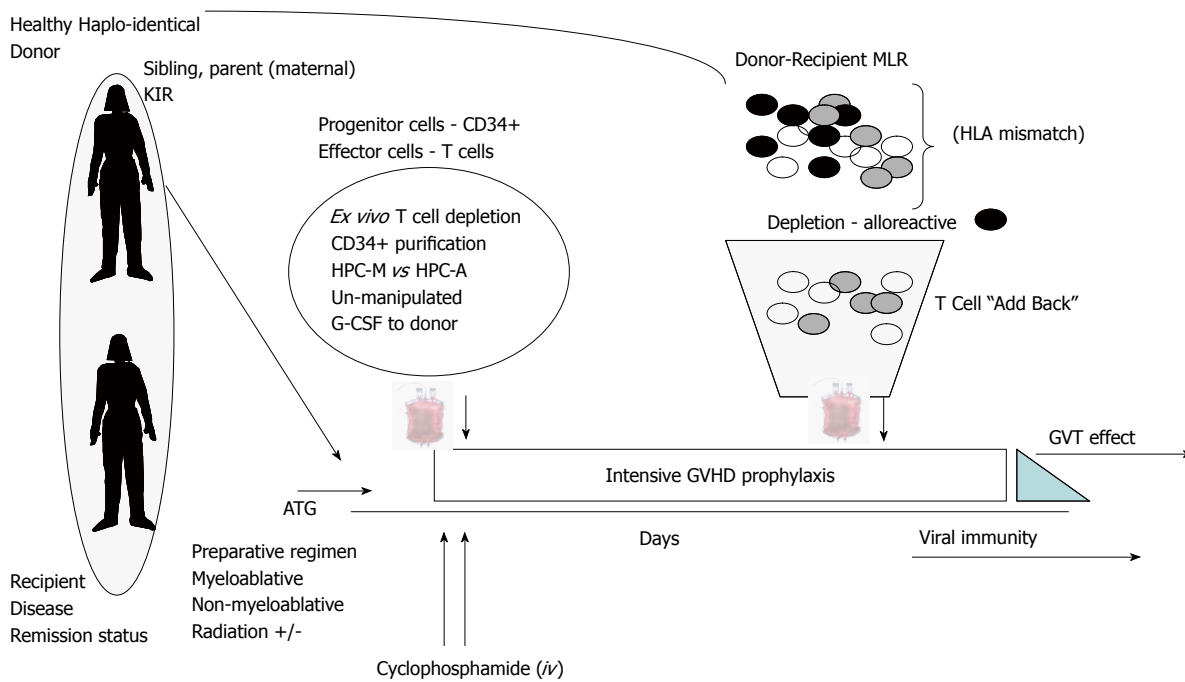 Healthy Haplo-identical
Donor
Sibling, parent (maternal)
KIR
Progenitor cells - CD34+
Effector cells - T cells
Ex vivo T cell depletion
CD34+ purification
HPC-M vs HPC-A
Un-manipulated
G-CSF to donor
Donor-Recipient MLR
(HLA mismatch)
Depletion - alloreactive
T Cell “Add Back”
GVT effect
Intensive GVHD prophylaxis
ATG
Days
Viral immunity
Preparative regimen
Myeloablative
Non-myeloablative
Radiation +/-
Recipient
Disease
Remission status
Cyclophosphamide (iv)